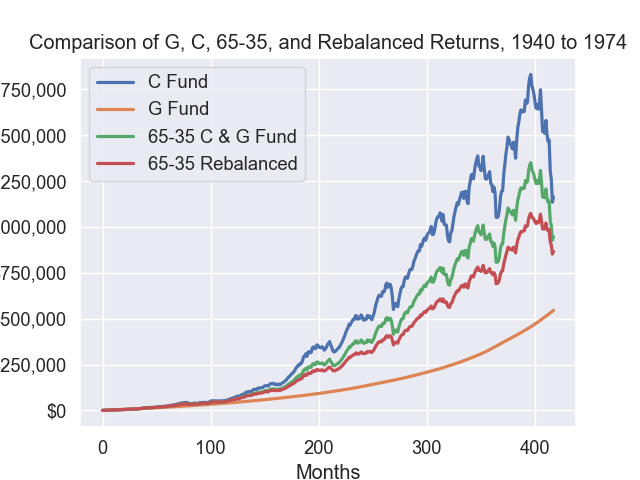 Comparison of G, C, 65-35, and Rebalanced Returns, 1940 to 1974
C Fund
G Fund
65-35 C & G Fund
65-35 Rebalanced
750,000
500,000
250,000
000,000
750,000
500,000
250,000
$0
0 100 200 300 400
Months